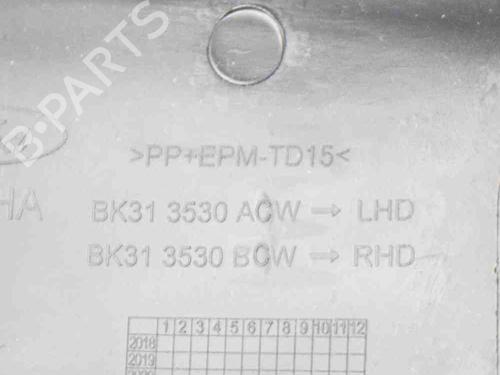 B·PARTS
>PP+EPM-TD15<
HA
BK31 3530 ACW → LHD
BK31 3530 BCW → RHD
1 2 3 4 5 6 7 8 9 10 11 12
2018
2019